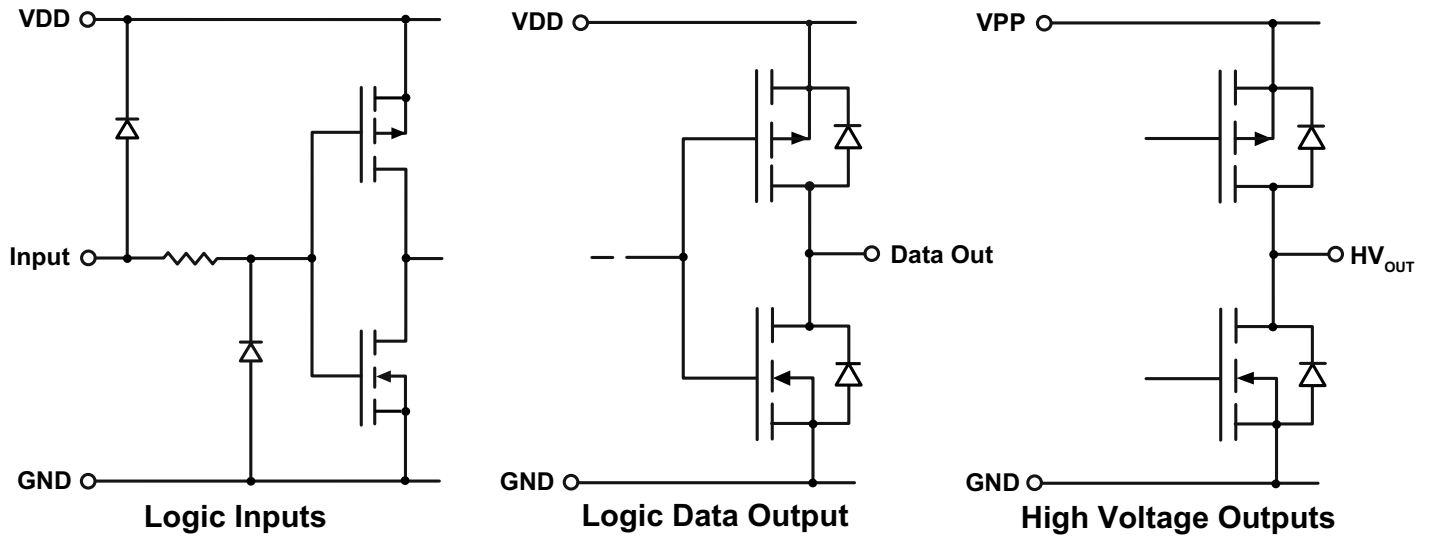 VDD
Input
GND
Logic Inputs
VDD
Data Out
GND
Logic Data Output
VPP
HVOUT
GND
High Voltage Outputs